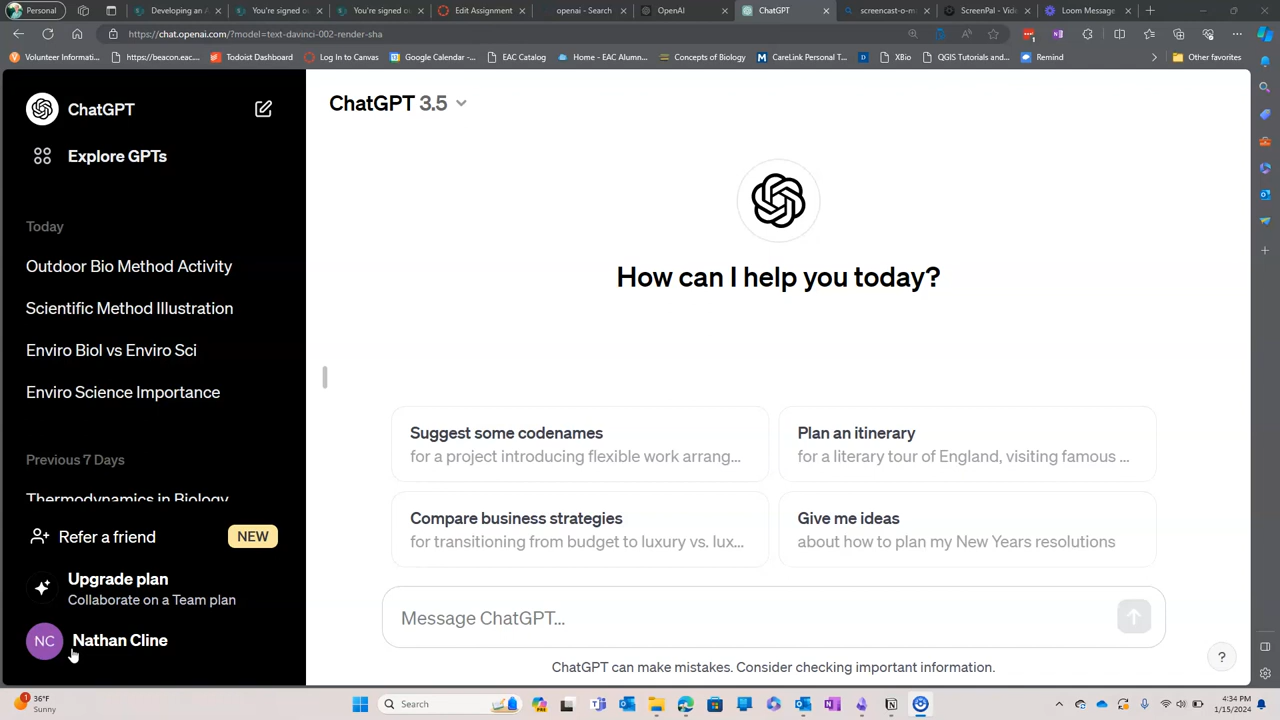 Personal
Developing an A
You're signed o
You're signed o
Edit Assignment
openai - Search
OpenAI
ChatGPT
screencast-o-m
ScreenPal - Vide
Loom Message
https://chat.openai.com/?model=text-davinci-002-render-sha
Volunteer Informati...
https://beacon.eac....
Todoist Dashboard
Log In to Canvas
Google Calendar -...
EAC Catalog
Home - EAC Alumn...
Concepts of Biology
CareLink Personal T...
XBio
QGIS Tutorials and...
Remind
Other favorites
ChatGPT
Explore GPTs
Today
Outdoor Bio Method Activity
Scientific Method Illustration
Enviro Biol vs Enviro Sci
Enviro Science Importance
Previous 7 Days
Thermodynamics in Biology
Refer a friend
NEW
Upgrade plan
Collaborate on a Team plan
NC
Nathan Cline
ChatGPT 3.5
How can I help you today?
Suggest some codenames
for a project introducing flexible work arrang...
Plan an itinerary
for a literary tour of England, visiting famous ...
Compare business strategies
for transitioning from budget to luxury vs. lux...
Give me ideas
about how to plan my New Years resolutions
Message ChatGPT...
ChatGPT can make mistakes. Consider checking important information.
?
1
36°F
Sunny
Search
4:34 PM
1/15/2024